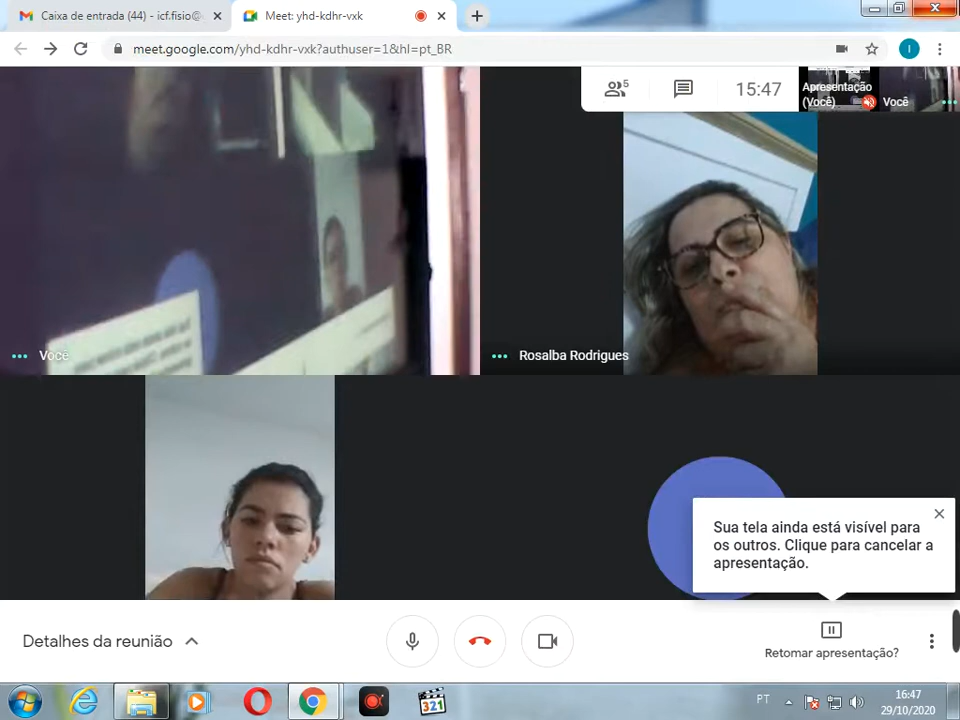 Caixa de entrada (44) - icf.fisio@
Meet: yhd-kdhr-vxk
meet.google.com/yhd-kdhr-vxk?authuser=1&hl=pt_BR
I
5
15:47
Apresentação
(Você)
Você
Você
Rosalba Rodrigues
Sua tela ainda está visível para
os outros. Clique para cancelar a
apresentação.
Detalhes da reunião
Retomar apresentação?
321
PT
16:47
29/10/2020